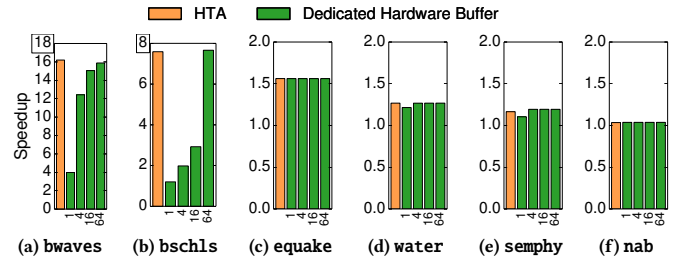 HTA Dedicated Hardware Buffer
Speedup
18
16
14
12
10
8
6
4
2
0
1 4 16 64
(a) bwaves
8
6
4
2
0
1 4 16 64
(b) bschls
2.0
1.5
1.0
0.5
0.0
1 4 16 64
(c) equake
2.0
1.5
1.0
0.5
0.0
1 4 16 64
(d) water
2.0
1.5
1.0
0.5
0.0
1 4 16 64
(e) semphy
2.0
1.5
1.0
0.5
0.0
1 4 16 64
(f) nab